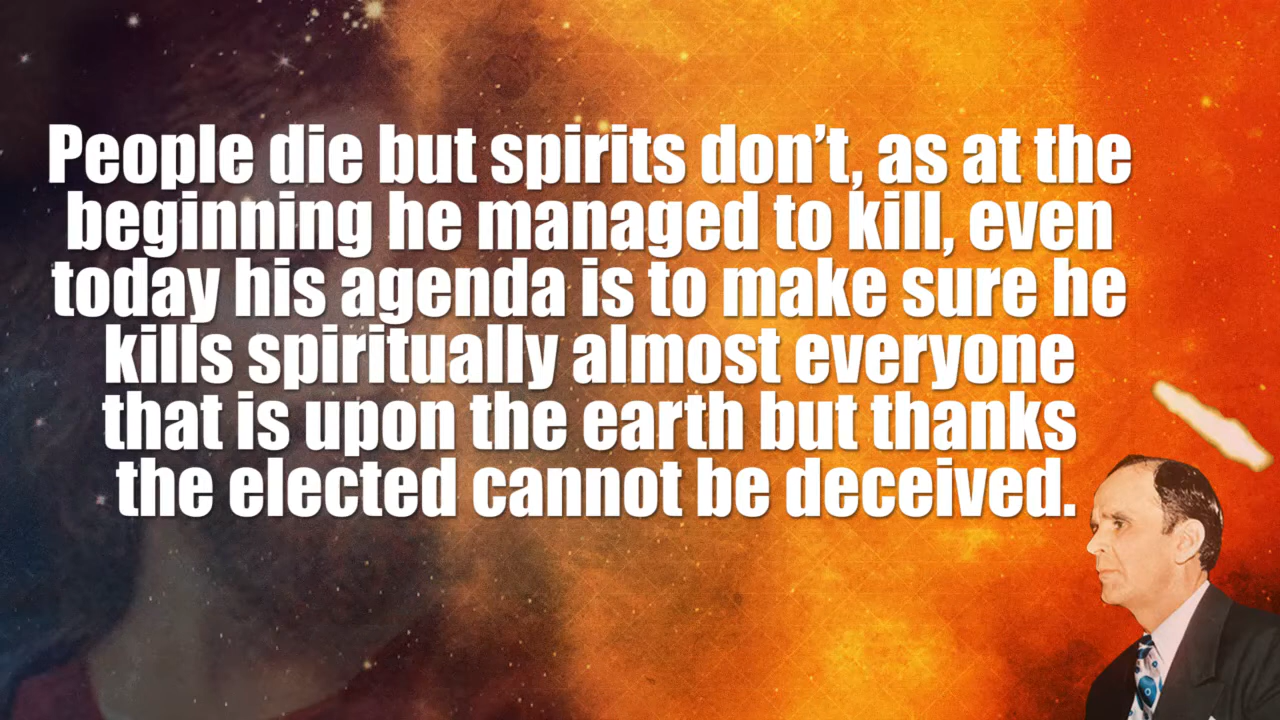 People die but spirits don’t, as at the
beginning he managed to kill, even
today his agenda is to make sure he
kills spiritually almost everyone
that is upon the earth but thanks
the elected cannot be deceived.